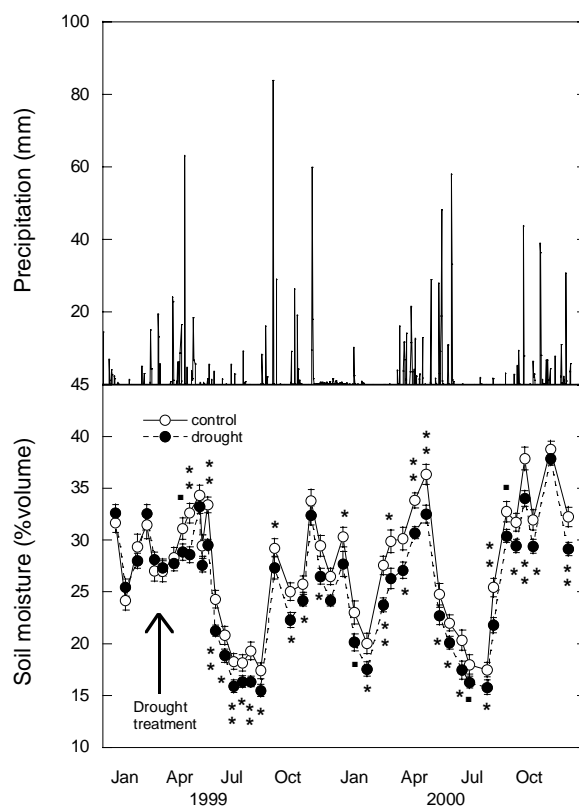 100
80
60
40
20
45
Precipitation (mm)
control
drought
40
35
30
25
20
15
10
Soil moisture (%volume)
Drought
treatment
Jan Apr Jul Oct Jan Apr Jul Oct
1999 2000